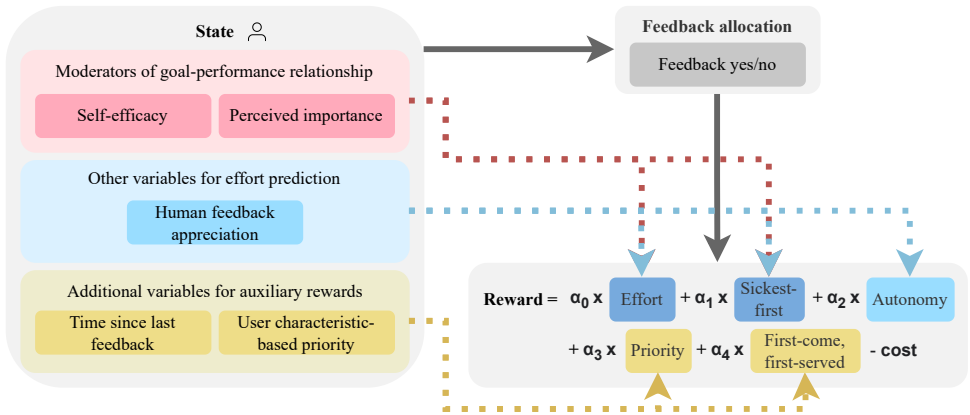 State
Moderators of goal-performance relationship
Self-efficacy
Perceived importance
Other variables for effort prediction
Human feedback
appreciation
Additional variables for auxiliary rewards
Time since last
feedback
User characteristic-
based priority
Feedback allocation
Feedback yes/no
Reward = α₀ x Effort + α₁ x Sickest-
first + α₂ x Autonomy
+ α₃ x Priority + α₄ x First-come,
first-served - cost